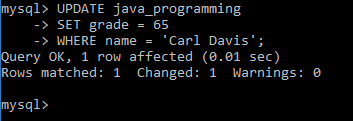 mysql> UPDATE java_programming
    -> SET grade = 65
    -> WHERE name = 'Carl Davis';
Query OK, 1 row affected (0.01 sec)
Rows matched: 1  Changed: 1  Warnings: 0
mysql>